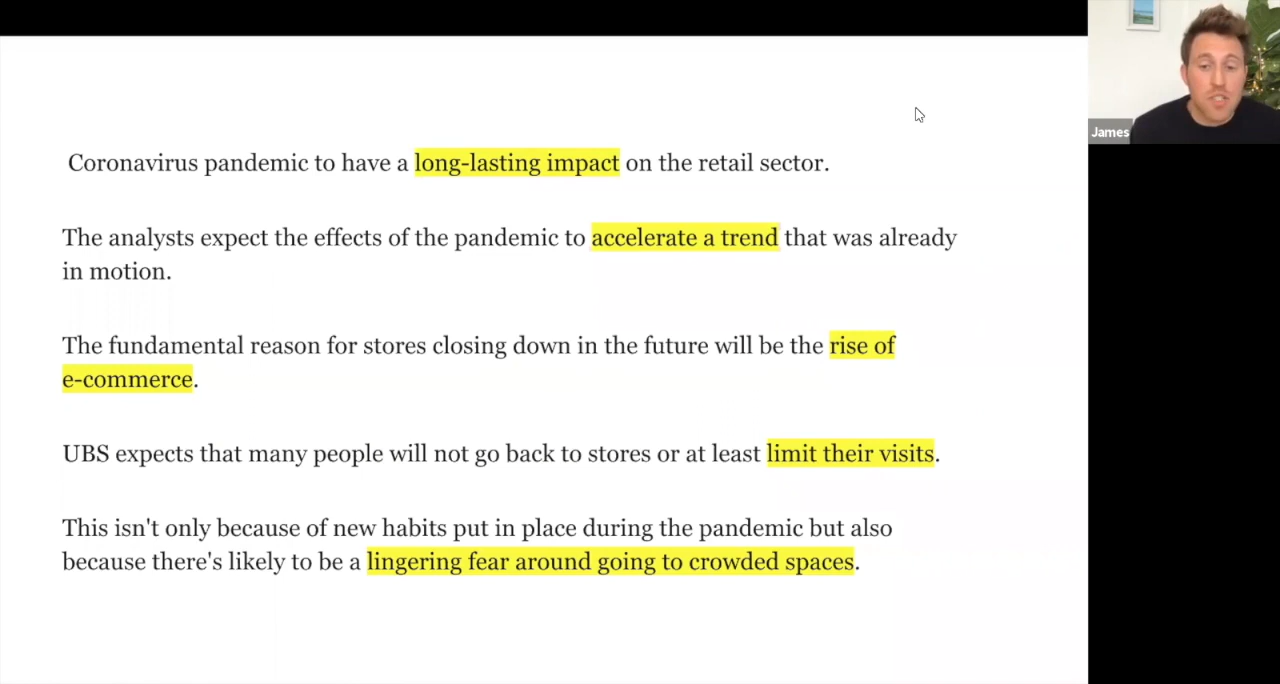 Coronavirus pandemic to have a long-lasting impact on the retail sector.
The analysts expect the effects of the pandemic to accelerate a trend that was already
in motion.
The fundamental reason for stores closing down in the future will be the rise of
e-commerce.
UBS expects that many people will not go back to stores or at least limit their visits.
This isn't only because of new habits put in place during the pandemic but also
because there's likely to be a lingering fear around going to crowded spaces.
James